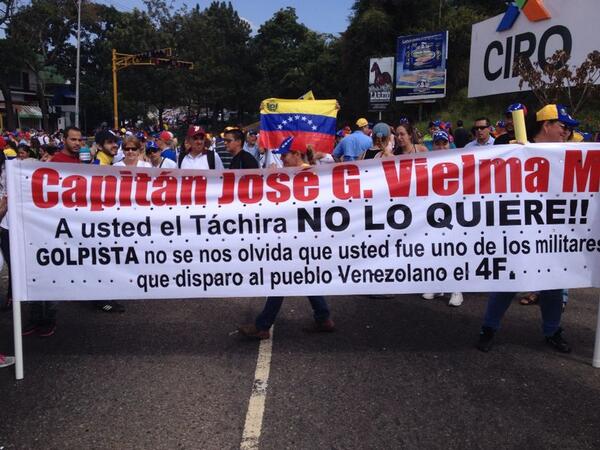 CIRO
Capitán José G. Vielma M
A usted el Táchira NO LO QUIERE!!
GOLPISTA no se nos olvida que usted fue uno de los militares
que disparo al pueblo Venezolano el 4F.